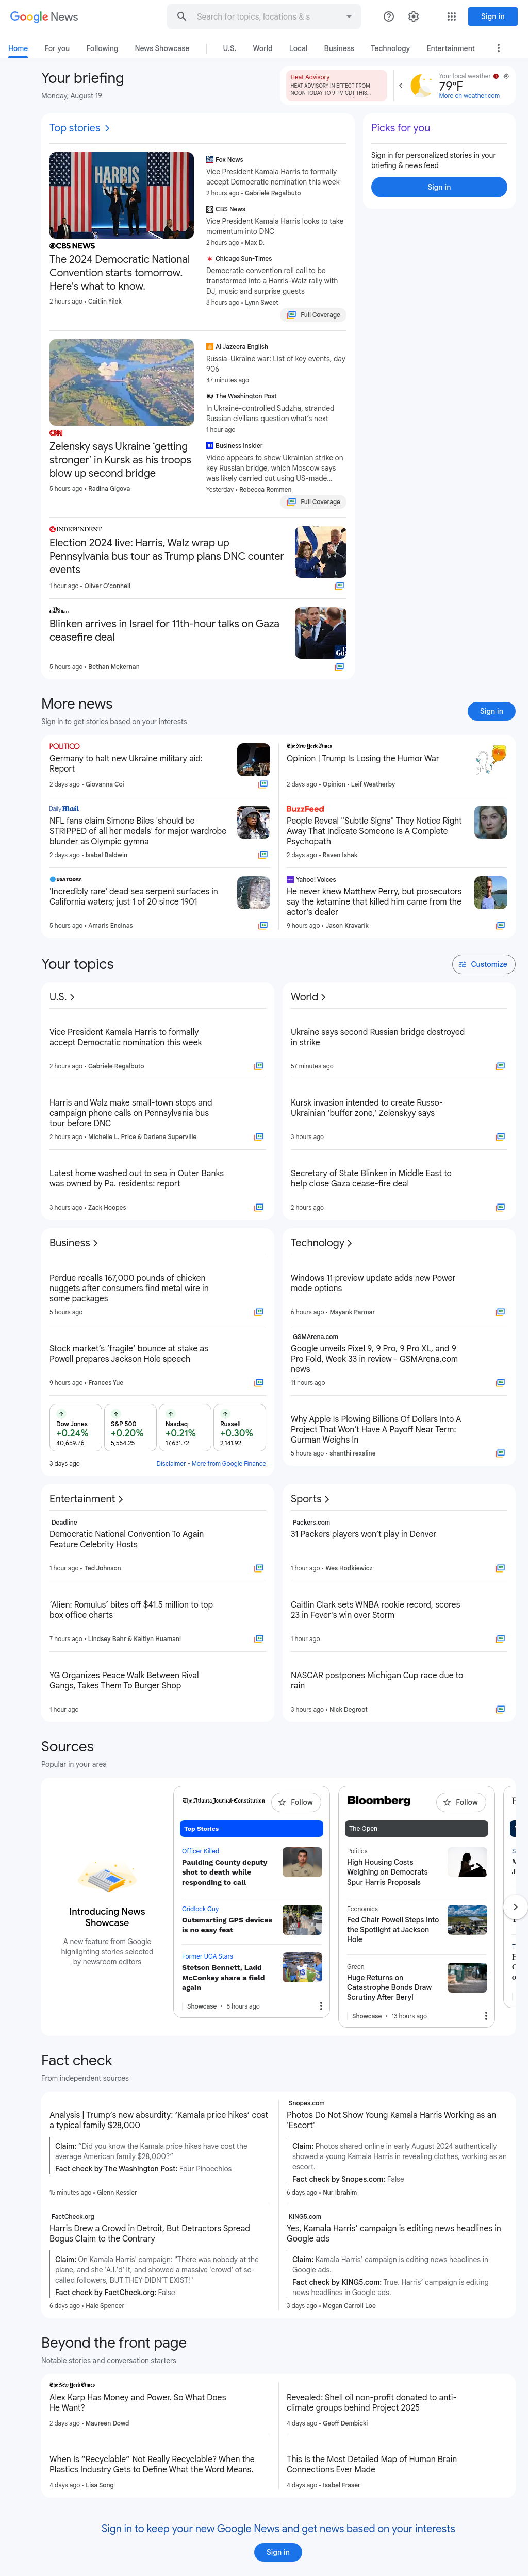 Google News
Search for news
Search for topics, locations & s
Sign in
Home
For you
Following
News Showcase
U.S.
World
Local
Business
Technology
Entertainment
Your briefing
Monday, August 19
Heat Advisory
HEAT ADVISORY IN EFFECT FROM
NOON TODAY TO 9 PM CDT THIS...
Your local weather
79°F
More on weather.com
Top stories
HARRIS
WALZ
CBS NEWS
The 2024 Democratic National
Convention starts tomorrow.
Here's what to know.
2 hours ago • Caitlin Yilek
Fox News
Vice President Kamala Harris to formally
accept Democratic nomination this week
2 hours ago • Gabriele Regalbuto
CBS News
Vice President Kamala Harris looks to take
momentum into DNC
2 hours ago • Max D.
Chicago Sun-Times
Democratic convention roll call to be
transformed into a Harris-Walz rally with
DJ, music and surprise guests
8 hours ago • Lynn Sweet
Full Coverage
Picks for you
Sign in for personalized stories in your
briefing & news feed
Sign in
CNN
Zelensky says Ukraine 'getting
stronger' in Kursk as his troops
blow up second bridge
5 hours ago • Radina Gigova
Al Jazeera English
Russia-Ukraine war: List of key events, day
906
47 minutes ago
The Washington Post
In Ukraine-controlled Sudzha, stranded
Russian civilians question what's next
1 hour ago
Business Insider
Video appears to show Ukrainian strike on
key Russian bridge, which Moscow says
was likely carried out using US-made...
Yesterday • Rebecca Rommen
Full Coverage
INDEPENDENT
Election 2024 live: Harris, Walz wrap up
Pennsylvania bus tour as Trump plans DNC counter
events
1 hour ago • Oliver O'connell
The Guardian
Blinken arrives in Israel for 11th-hour talks on Gaza
ceasefire deal
5 hours ago • Bethan Mckernan
More news
Sign in to get stories based on your interests
Sign in
POLITICO
Germany to halt new Ukraine military aid:
Report
2 days ago • Giovanna Coi
The New York Times
Opinion | Trump Is Losing the Humor War
2 days ago • Opinion • Leif Weatherby
Daily Mail
NFL fans claim Simone Biles 'should be
STRIPPED of all her medals' for major wardrobe
blunder as Olympic gymna
2 days ago • Isabel Baldwin
BuzzFeed
People Reveal "Subtle Signs" They Notice Right
Away That Indicate Someone Is A Complete
Psychopath
2 days ago • Raven Ishak
USA TODAY
'Incredibly rare' dead sea serpent surfaces in
California waters; just 1 of 20 since 1901
5 hours ago • Amaris Encinas
Yahoo! Voices
He never knew Matthew Perry, but prosecutors
say the ketamine that killed him came from the
actor's dealer
9 hours ago • Jason Kravarik
Your topics
Customize
U.S.
Vice President Kamala Harris to formally
accept Democratic nomination this week
2 hours ago • Gabriele Regalbuto
Harris and Walz make small-town stops and
campaign phone calls on Pennsylvania bus
tour before DNC
2 hours ago • Michelle L. Price & Darlene Superville
Latest home washed out to sea in Outer Banks
was owned by Pa. residents: report
3 hours ago • Zack Hoopes
World
Ukraine says second Russian bridge destroyed
in strike
57 minutes ago
Kursk invasion intended to create Russo-
Ukrainian 'buffer zone,' Zelenskyy says
3 hours ago
Secretary of State Blinken in Middle East to
help close Gaza cease-fire deal
2 hours ago
Business
Perdue recalls 167,000 pounds of chicken
nuggets after consumers find metal wire in
some packages
5 hours ago
Stock market's 'fragile' bounce at stake as
Powell prepares Jackson Hole speech
9 hours ago • Frances Yue
Dow Jones
+0.24%
40,659.76
S&P 500
+0.20%
5,554.25
Nasdaq
+0.21%
17,631.72
Russell
+0.30%
2,141.92
3 days ago
Disclaimer • More from Google Finance
Technology
Windows 11 preview update adds new Power
mode options
6 hours ago • Mayank Parmar
GSMArena.com
Google unveils Pixel 9, 9 Pro, 9 Pro XL, and 9
Pro Fold, Week 33 in review - GSMArena.com
news
11 hours ago
Why Apple Is Plowing Billions Of Dollars Into A
Project That Won't Have A Payoff Near Term:
Gurman Weighs In
5 hours ago • shanthi rexaline
Entertainment
Deadline
Democratic National Convention To Again
Feature Celebrity Hosts
1 hour ago • Ted Johnson
'Alien: Romulus' bites off $41.5 million to top
box office charts
7 hours ago • Lindsey Bahr & Kaitlyn Huamani
YG Organizes Peace Walk Between Rival
Gangs, Takes Them To Burger Shop
1 hour ago
Sports
Packers.com
31 Packers players won't play in Denver
1 hour ago • Wes Hodkiewicz
Caitlin Clark sets WNBA rookie record, scores
23 in Fever's win over Storm
1 hour ago
NASCAR postpones Michigan Cup race due to
rain
3 hours ago • Nick Degroot
Sources
Popular in your area
Introducing News
Showcase
A new feature from Google
highlighting stories selected
by newsroom editors
The Atlanta Journal-Constitution
Follow
Top Stories
Officer Killed
Paulding County deputy
shot to death while
responding to call
Gridlock Guy
Outsmarting GPS devices
is no easy feat
Former UGA Stars
Stetson Bennett, Ladd
McConkey share a field
again
Showcase • 8 hours ago
Bloomberg
Follow
The Open
Politics
High Housing Costs
Weighing on Democrats
Spur Harris Proposals
Economics
Fed Chair Powell Steps Into
the Spotlight at Jackson
Hole
Green
Huge Returns on
Catastrophe Bonds Draw
Scrutiny After Beryl
Showcase • 13 hours ago
Fact check
From independent sources
Analysis | Trump's new absurdity: 'Kamala price hikes' cost
a typical family $28,000
Claim: "Did you know the Kamala price hikes have cost the
average American family $28,000?"
Fact check by The Washington Post: Four Pinocchios
15 minutes ago • Glenn Kessler
Snopes.com
Photos Do Not Show Young Kamala Harris Working as an
'Escort'
Claim: Photos shared online in early August 2024 authentically
showed a young Kamala Harris in revealing clothes, working as an
escort.
Fact check by Snopes.com: False
6 days ago • Nur Ibrahim
FactCheck.org
Harris Drew a Crowd in Detroit, But Detractors Spread
Bogus Claim to the Contrary
Claim: On Kamala Harris' campaign: "There was nobody at the
plane, and she 'A.I.'d' it, and showed a massive 'crowd' of so-
called followers, BUT THEY DIDN'T EXIST!"
Fact check by FactCheck.org: False
6 days ago • Hale Spencer
KING5.com
Yes, Kamala Harris' campaign is editing news headlines in
Google ads
Claim: Kamala Harris' campaign is editing news headlines in
Google ads.
Fact check by KING5.com: True. Harris' campaign is editing
news headlines in Google ads.
3 days ago • Megan Carroll Loe
Beyond the front page
Notable stories and conversation starters
The New York Times
Alex Karp Has Money and Power. So What Does
He Want?
2 days ago • Maureen Dowd
Revealed: Shell oil non-profit donated to anti-
climate groups behind Project 2025
4 days ago • Geoff Dembicki
When Is "Recyclable" Not Really Recyclable? When the
Plastics Industry Gets to Define What the Word Means.
4 days ago • Lisa Song
This Is the Most Detailed Map of Human Brain
Connections Ever Made
4 days ago • Isabel Fraser
Sign in to keep your new Google News and get news based on your interests
Sign in